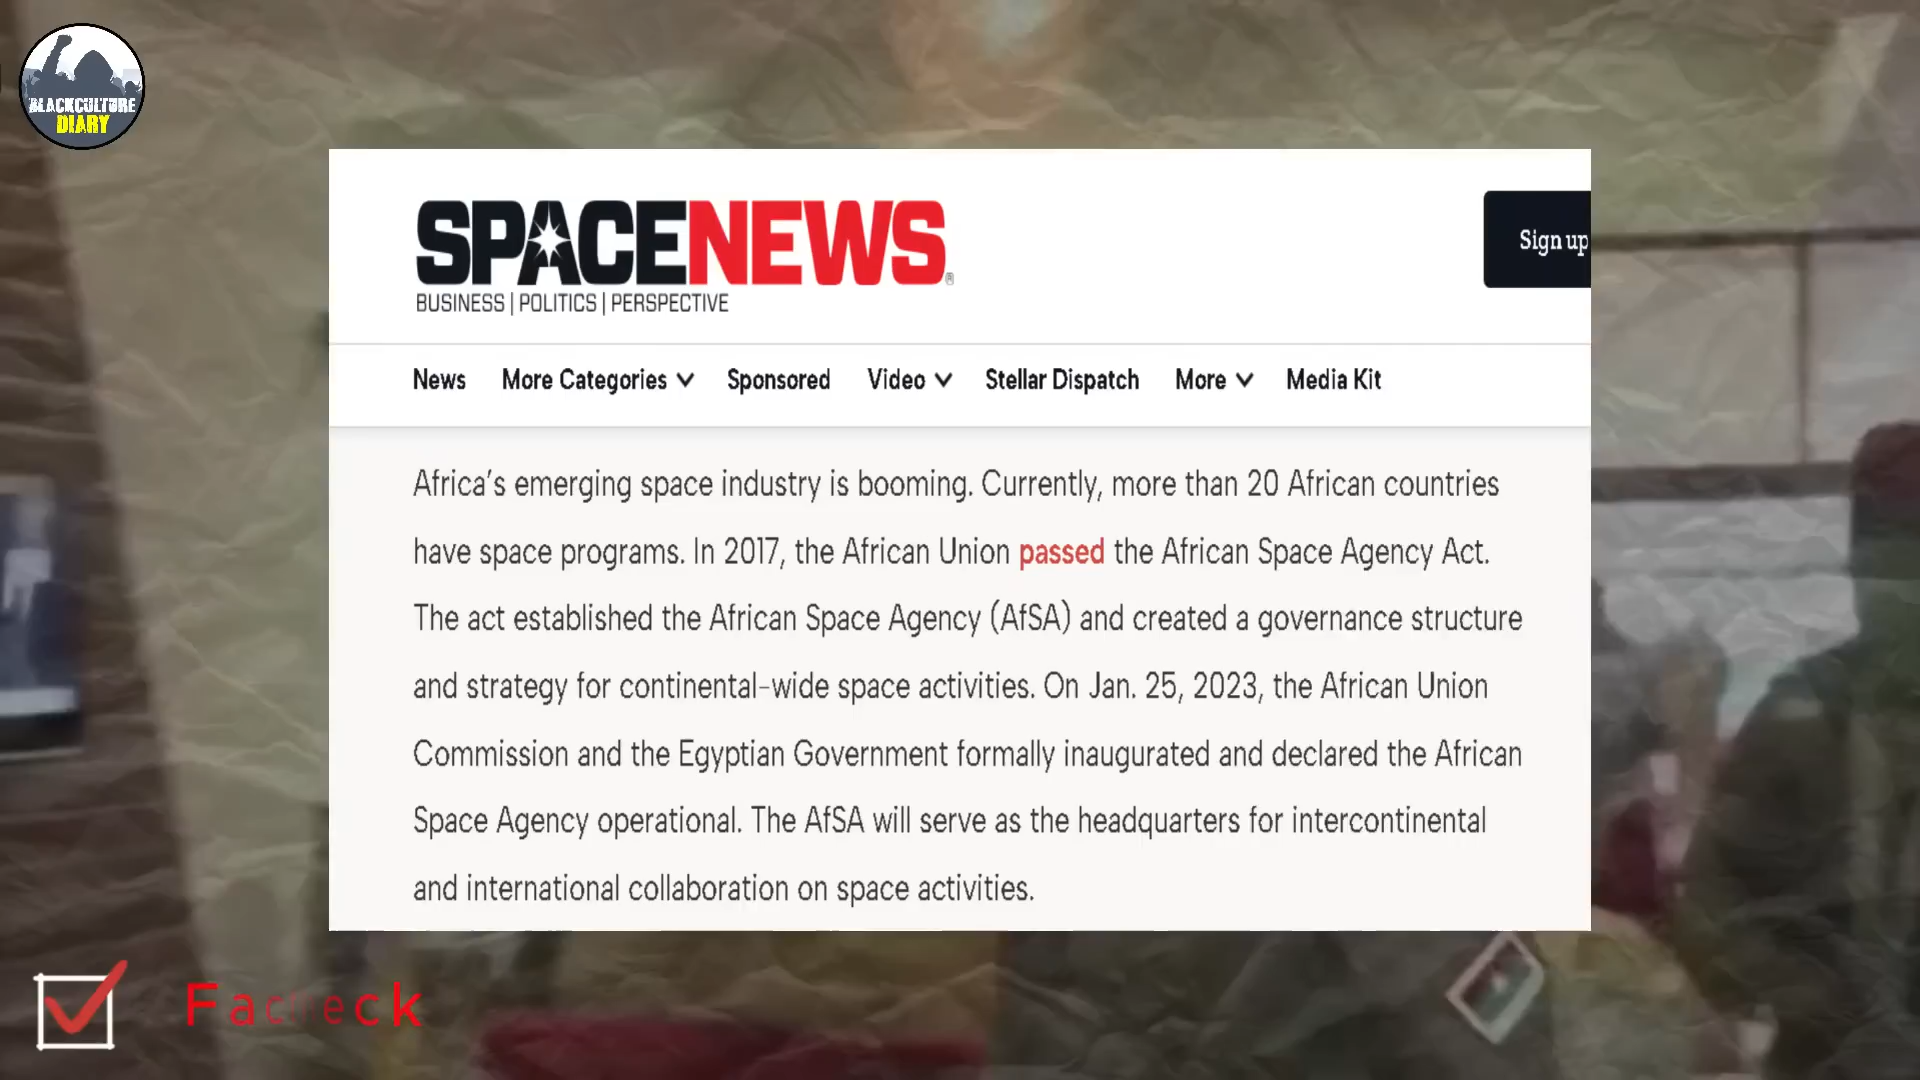 BLACKCULTURE
DIARY
SPACENEWS®
BUSINESS | POLITICS | PERSPECTIVE
Sign up
News More Categories Sponsored Video Stellar Dispatch More Media Kit
Africa’s emerging space industry is booming. Currently, more than 20 African countries
have space programs. In 2017, the African Union passed the African Space Agency Act.
The act established the African Space Agency (AfSA) and created a governance structure
and strategy for continental-wide space activities. On Jan. 25, 2023, the African Union
Commission and the Egyptian Government formally inaugurated and declared the African
Space Agency operational. The AfSA will serve as the headquarters for intercontinental
and international collaboration on space activities.